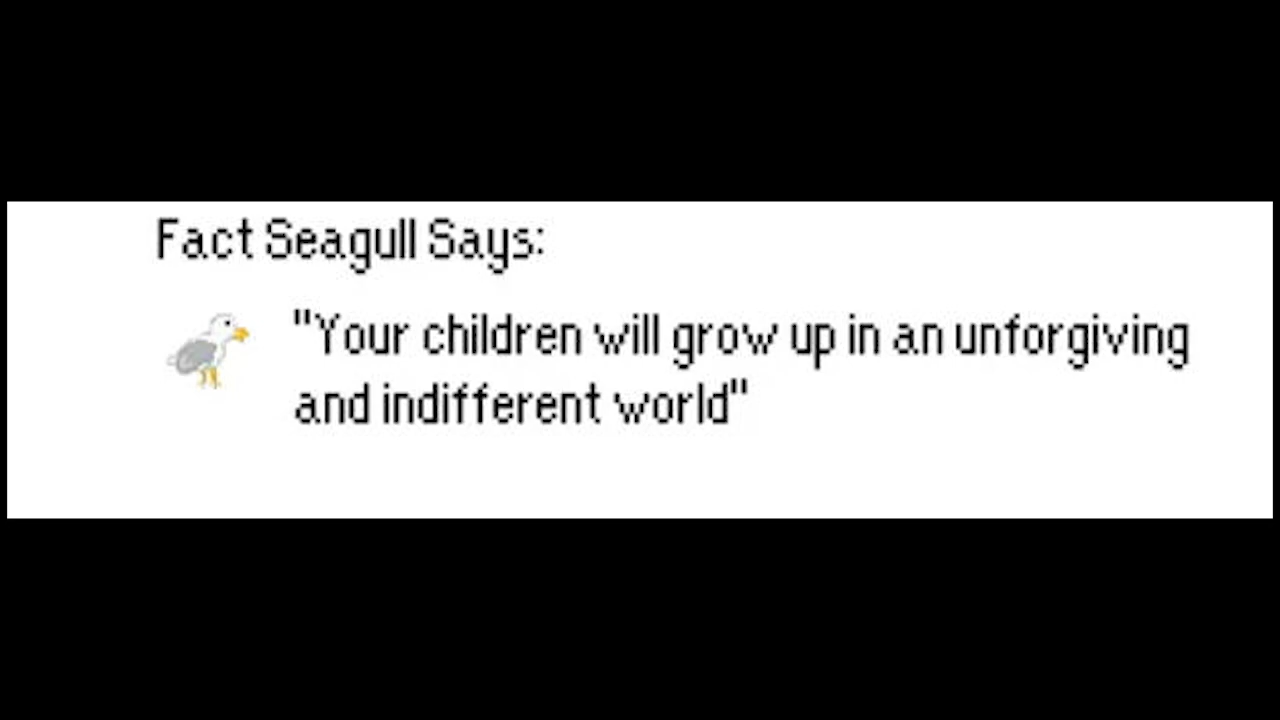 Fact Seagull Says:
"Your children will grow up in an unforgiving
and indifferent world"